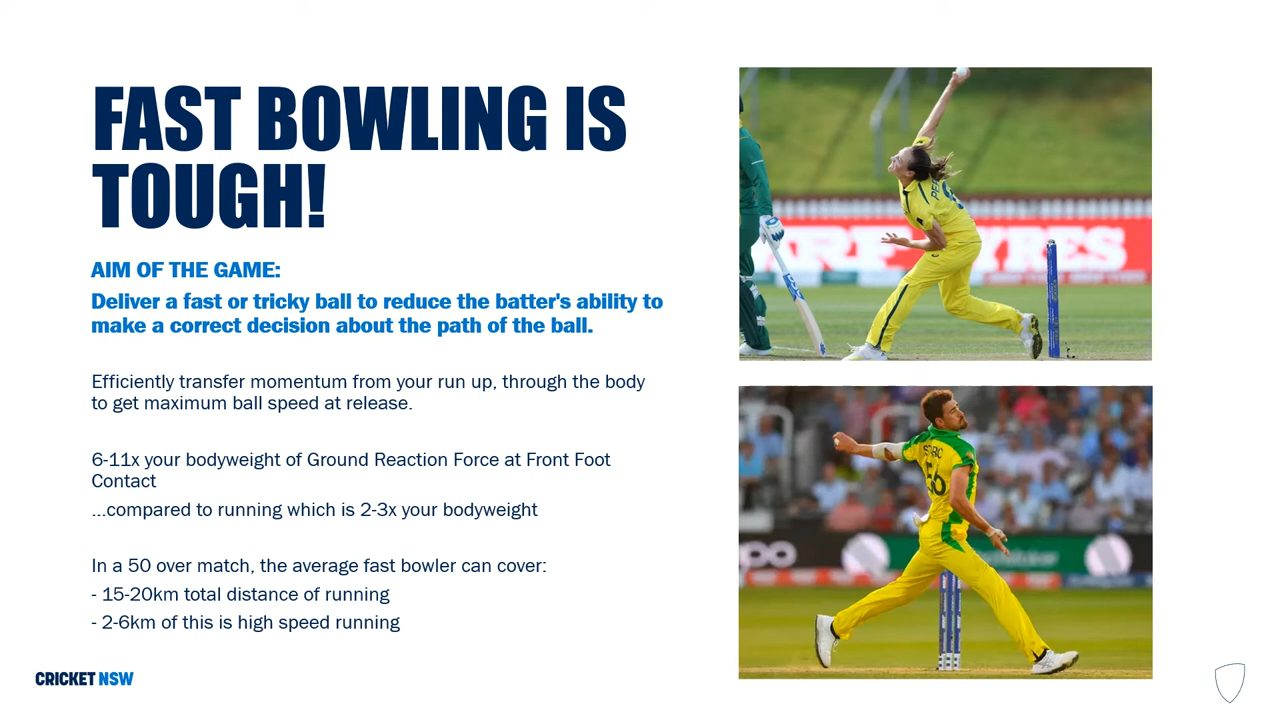 FAST BOWLING IS
TOUGH!
AIM OF THE GAME:
Deliver a fast or tricky ball to reduce the batter's ability to
make a correct decision about the path of the ball.
Efficiently transfer momentum from your run up, through the body
to get maximum ball speed at release.
6-11x your bodyweight of Ground Reaction Force at Front Foot
Contact
...compared to running which is 2-3x your bodyweight
In a 50 over match, the average fast bowler can cover:
- 15-20km total distance of running
- 2-6km of this is high speed running
CRICKET NSW
56